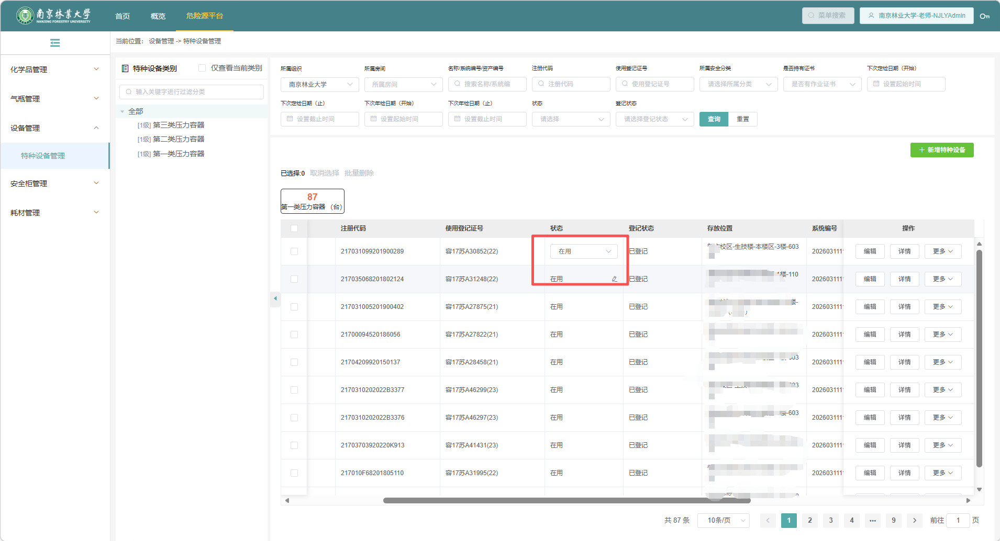 南京林業大學
NANJING FORESTRY UNIVERSITY
首页
概览
危险源平台
菜单搜索
南京林业大学-老师-NJLYAdmin
当前位置： 设备管理 -> 特种设备管理
化学品管理
气瓶管理
设备管理
特种设备管理
安全柜管理
耗材管理
特种设备类别
仅查看当前类别
输入关键字进行过滤分类
全部
[1级] 第三类压力容器
[1级] 第二类压力容器
[1级] 第一类压力容器
所属组织 所属房间 名称/系统编号/资产编号 注册代码 使用登记证号 所属安全分类 是否持有证书 下次定检日期（开始）
南京林业大学 所属房间 搜索名称/系统编 注册代码 使用登记证号 请选择所属分类 是否有作业证书 设置起始时间
下次定检日期（止） 下次年检日期（开始） 下次年检日期（止） 状态 登记状态
设置截止时间 设置起始时间 设置截止时间 请选择 请选择登记状态 查询 重置
新增特种设备
已选择:0 取消选择 批量删除
87
第一类压力容器 （台）
注册代码 使用登记证号 状态 登记状态 存放位置 系统编号 操作
217031099201900289 容17苏A30852(22) 在用 已登记 校区-生技楼-本楼区-3楼-603 202603111 编辑 详情 更多
217035068201802124 容17苏A31248(22) 在用 已登记 1楼-110 202603111 编辑 详情 更多
217031005201900402 容17苏A27875(21) 在用 已登记 楼- 202603111 编辑 详情 更多
21700094520186056 容17苏A27822(21) 在用 已登记 202603111 编辑 详情 更多
21704209920150137 容17苏A28458(21) 在用 已登记 202603111 编辑 详情 更多
2170310202022B3377 容17苏A46299(23) 在用 已登记 202603111 编辑 详情 更多
2170310202022B3376 容17苏A46297(23) 在用 已登记 楼-603 202603111 编辑 详情 更多
21703703920220K913 容17苏A41431(23) 在用 已登记 202603111 编辑 详情 更多
217010F68201805110 容17苏A31995(22) 在用 已登记 202603111 编辑 详情 更多
共 87 条 10条/页 1 2 3 4 ••• 9 前往 1 页